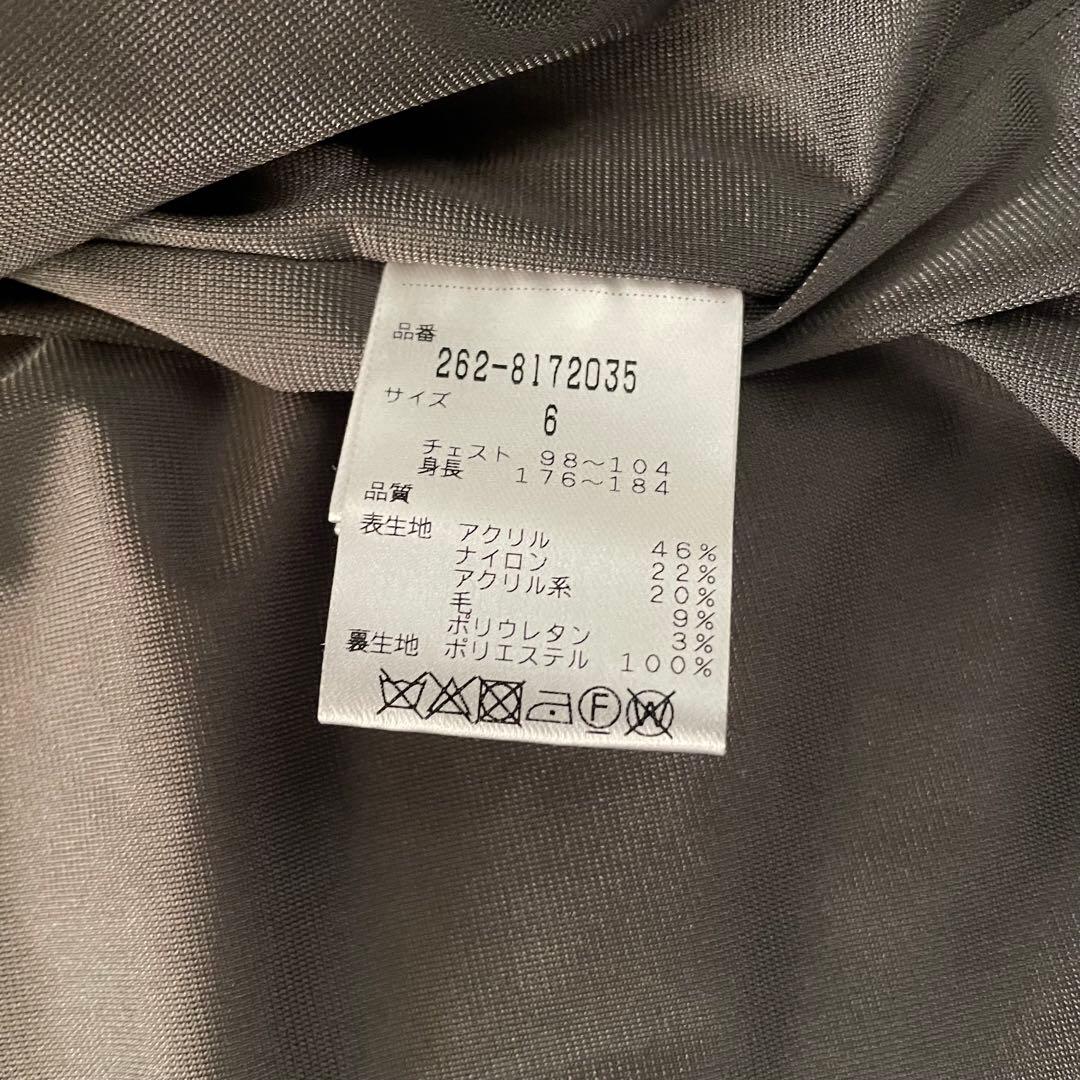 品番
262-8172035
サイズ
6
チェスト 98～104
身長 176～184
品質
表生地 アクリル 46%
ナイロン 22%
アクリル系 20%
毛 9%
ポリウレタン 3%
裏生地 ポリエステル 100%
F W